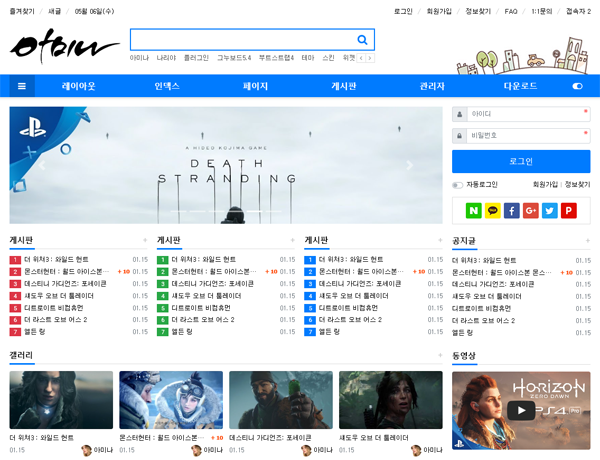 즐겨찾기 / 새글 / 05월 06일(수)
로그인 / 회원가입 / 정보찾기 / FAQ / 1:1문의 / 접속자 2
아미나
아미나 나리야 플러그인 그누보드5.4 부트스트랩4 테마 스킨 위젯
레이아웃 인덱스 페이지 게시판 관리자 다운로드
A HIDEO KOJIMA GAME
DEATH
STRANDING
아이디
비밀번호
로그인
자동로그인
회원가입 | 정보찾기
게시판 +
1 더 위쳐3: 와일드 헌트 01.15
2 몬스터헌터 : 월드 아이스본… +10 01.15
3 데스티니 가디언즈: 포세이큰 01.15
4 섀도우 오브 더 툼레이더 01.15
5 디트로이트 비컴휴먼 01.15
6 더 라스트 오브 어스 2 01.15
7 엘든 링 01.15
게시판 +
1 더 위쳐3: 와일드 헌트 01.15
2 몬스터헌터 : 월드 아이스본… +10 01.15
3 데스티니 가디언즈: 포세이큰 01.15
4 섀도우 오브 더 툼레이더 01.15
5 디트로이트 비컴휴먼 01.15
6 더 라스트 오브 어스 2 01.15
7 엘든 링 01.15
게시판 +
1 더 위쳐3: 와일드 헌트 01.15
2 몬스터헌터 : 월드 아이스본… +10 01.15
3 데스티니 가디언즈: 포세이큰 01.15
4 섀도우 오브 더 툼레이더 01.15
5 디트로이트 비컴휴먼 01.15
6 더 라스트 오브 어스 2 01.15
7 엘든 링 01.15
공지글 +
더 위쳐3: 와일드 헌트 01.15
몬스터헌터 : 월드 아이스본 몬스… +10 01.15
데스티니 가디언즈: 포세이큰 01.15
섀도우 오브 더 툼레이더 01.15
디트로이트 비컴휴먼 01.15
더 라스트 오브 어스 2 01.15
엘든 링 01.15
갤러리 +
더 위쳐3: 와일드 헌트
01.15 아미나
몬스터헌터 : 월드 아이스본… +10
01.15 아미나
데스티니 가디언즈: 포세이큰
01.15 아미나
섀도우 오브 더 툼레이더
01.15 아미나
동영상
HORIZON
ZERO DAWN
PS4 Pro